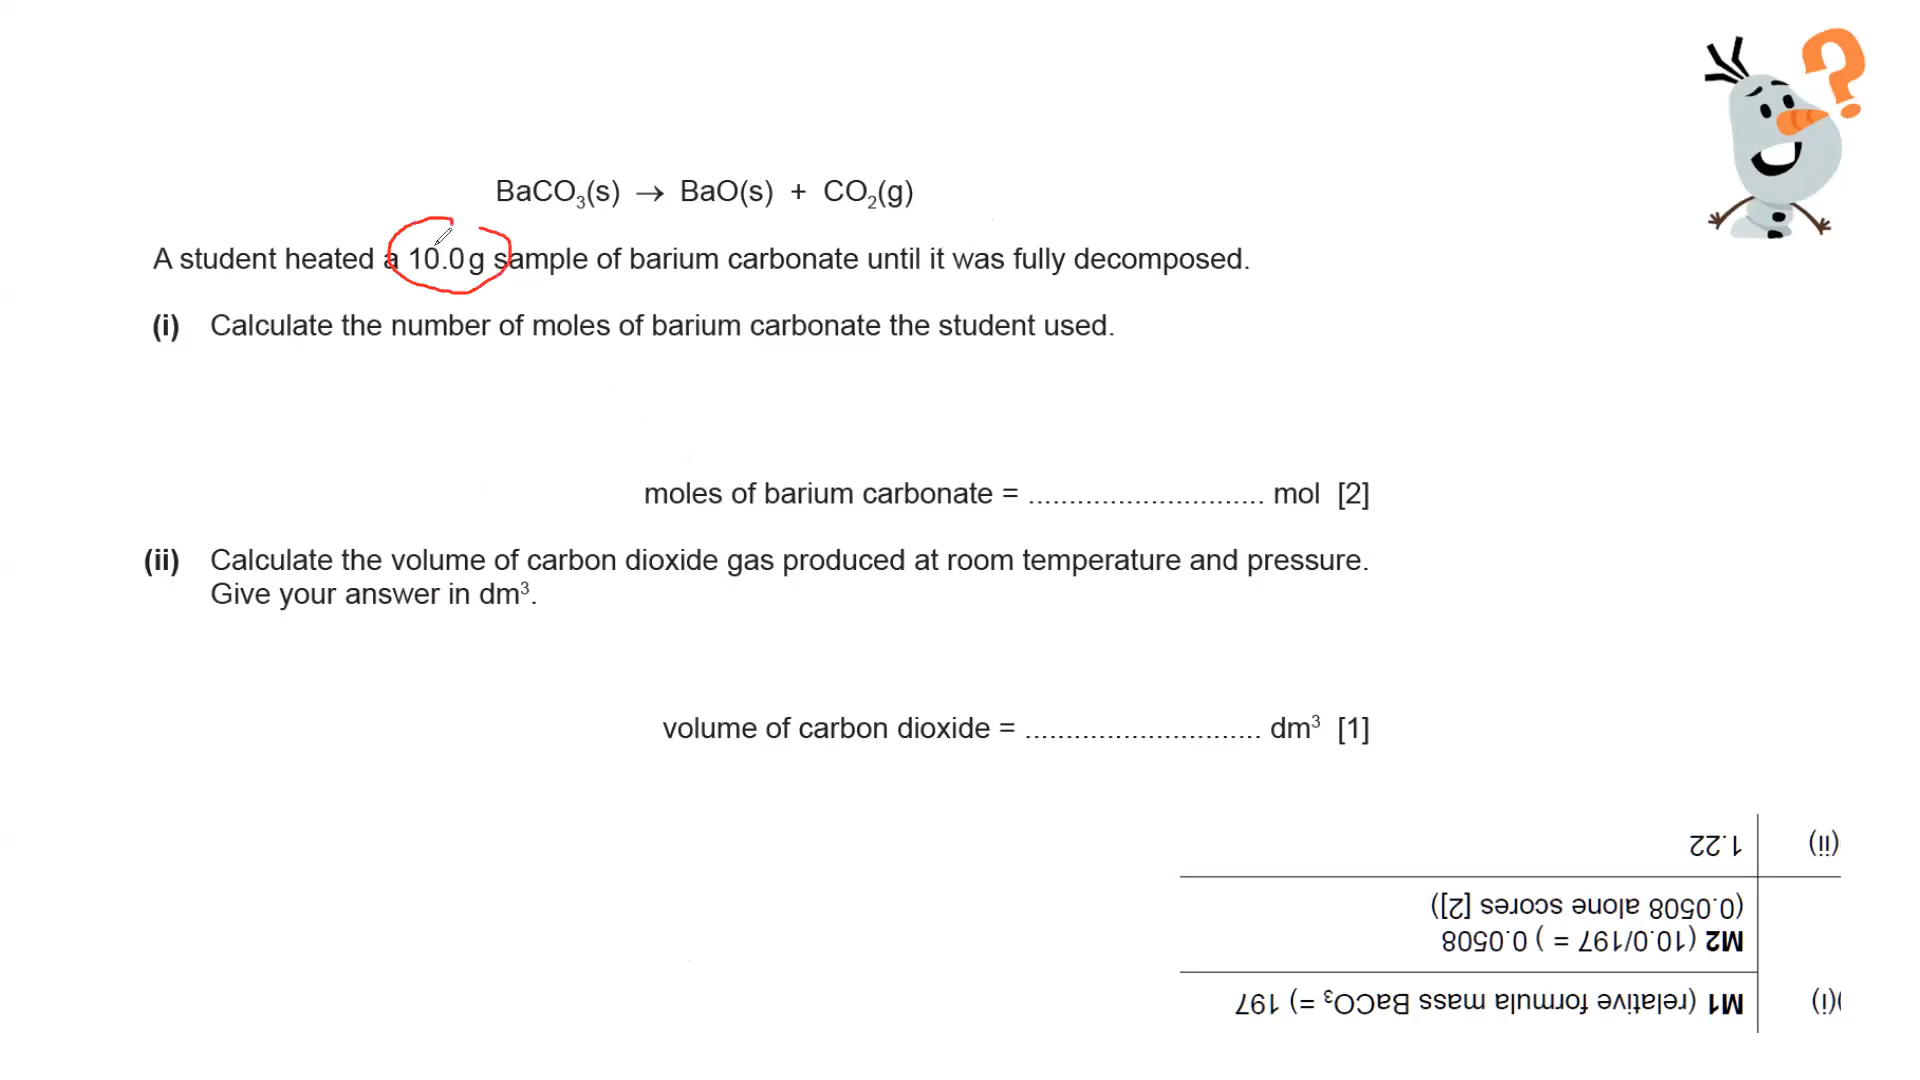 BaCO₃(s) → BaO(s) + CO₂(g)
A student heated a 10.0 g sample of barium carbonate until it was fully decomposed.
(i) Calculate the number of moles of barium carbonate the student used.
moles of barium carbonate = ............................. mol [2]
(ii) Calculate the volume of carbon dioxide gas produced at room temperature and pressure.
Give your answer in dm³.
volume of carbon dioxide = ............................. dm³ [1]
)(i) M1 (relative formula mass BaCO₃ =) 197
M2 (10.0/197 = ) 0.0508
(0.0508 alone scores [2])
(ii) 1.22